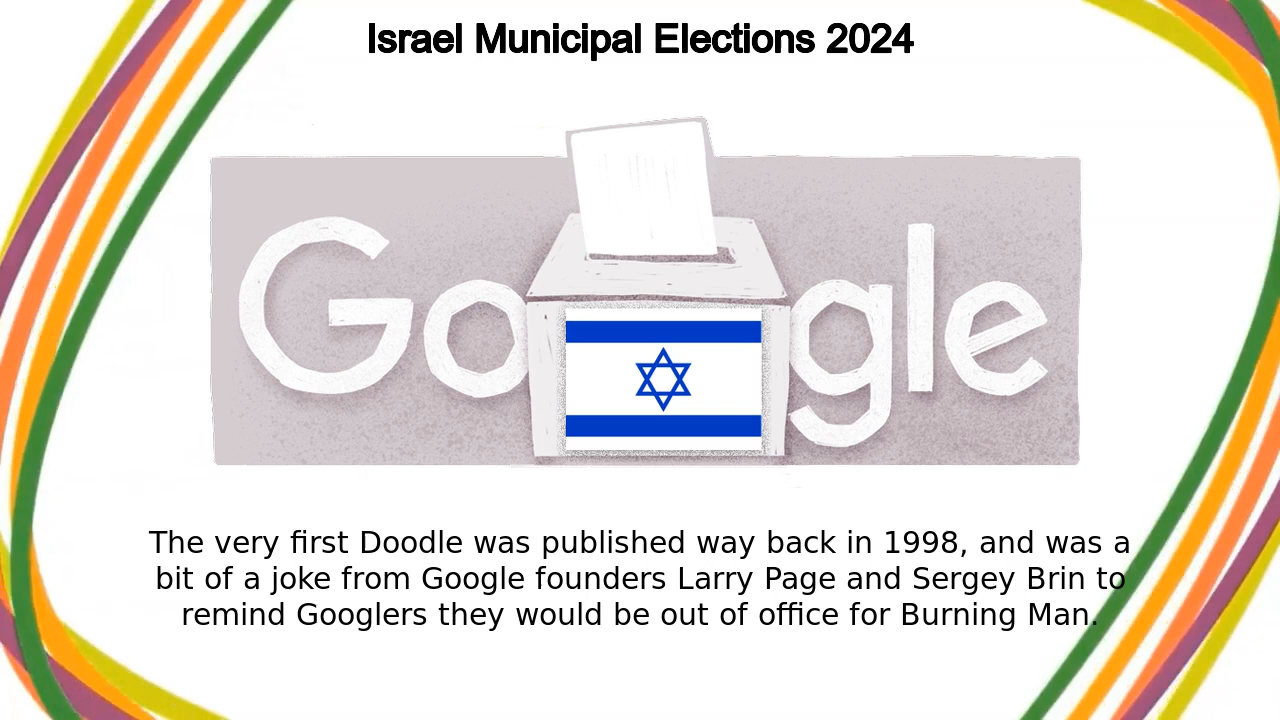 Israel Municipal Elections 2024
Google
The very first Doodle was published way back in 1998, and was a
bit of a joke from Google founders Larry Page and Sergey Brin to
remind Googlers they would be out of office for Burning Man.